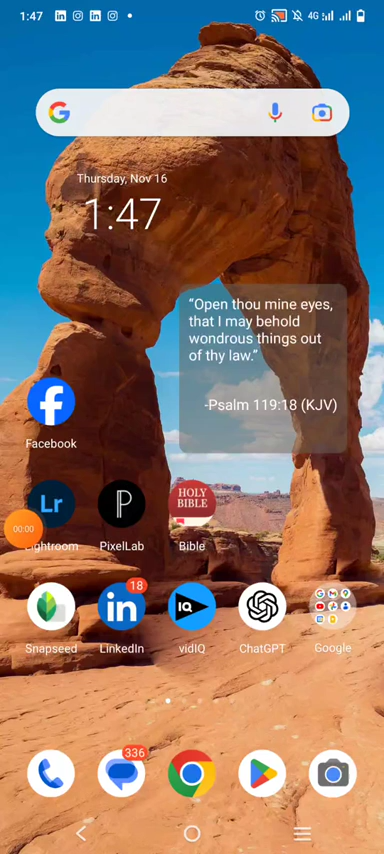 1:47
4G
Thursday, Nov 16
1:47
“Open thou mine eyes,
that I may behold
wondrous things out
of thy law.”
-Psalm 119:18 (KJV)
Facebook
Lr
HOLY
BIBLE
00:00
Lightroom
PixelLab
Bible
18
in
IQ
Snapseed
LinkedIn
vidIQ
ChatGPT
Google
336